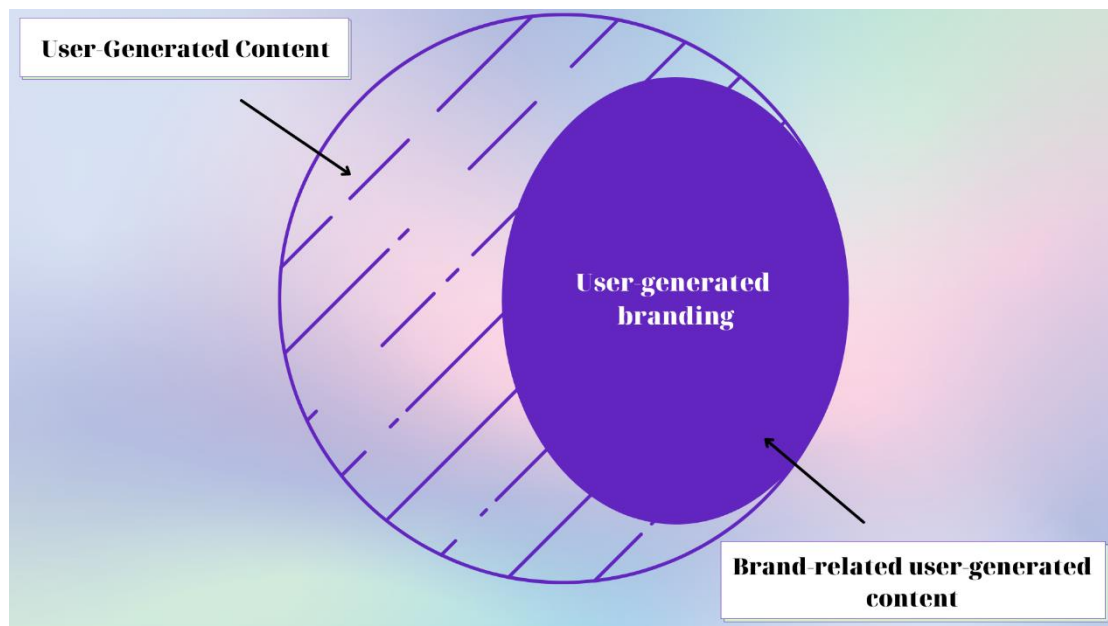 User-Generated Content
User-generated
branding
Brand-related user-generated
content